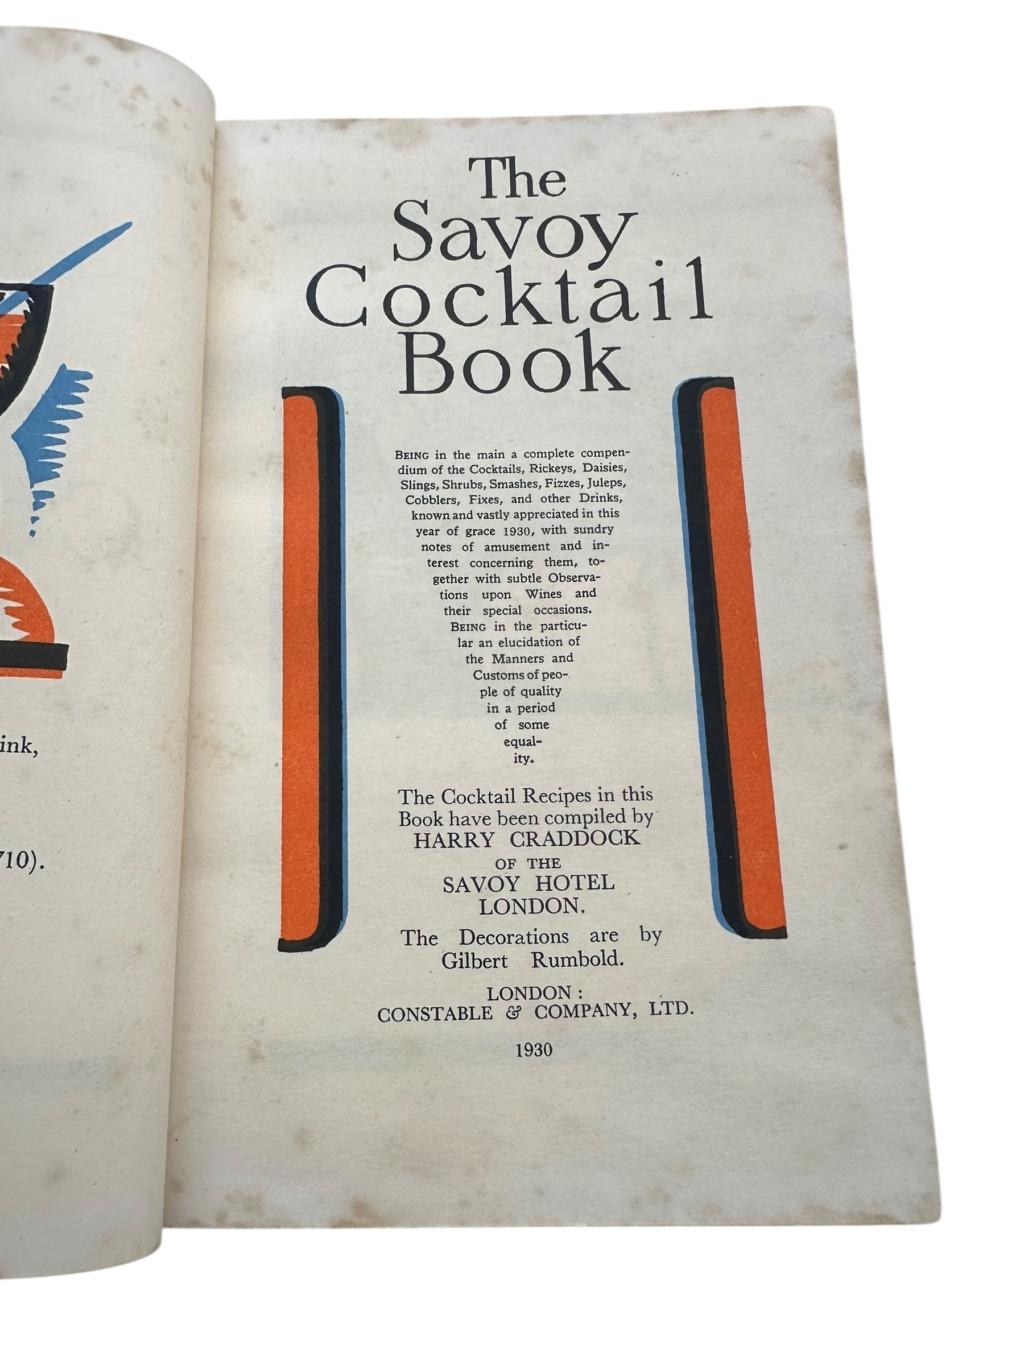 ink,
710).
The
Savoy
Cocktail
Book
BEING in the main a complete compen-
dium of the Cocktails, Rickeys, Daisies,
Slings, Shrubs, Smashes, Fizzes, Juleps,
Cobblers, Fixes, and other Drinks,
known and vastly appreciated in this
year of grace 1930, with sundry
notes of amusement and in-
terest concerning them, to-
gether with subtle Observa-
tions upon Wines and
their special occasions.
BEING in the particu-
lar an elucidation of
the Manners and
Customs of peo-
ple of quality
in a period
of some
equal-
ity.
The Cocktail Recipes in this
Book have been compiled by
HARRY CRADDOCK
OF THE
SAVOY HOTEL
LONDON.
The Decorations are by
Gilbert Rumbold.
LONDON :
CONSTABLE & COMPANY, LTD.
1930